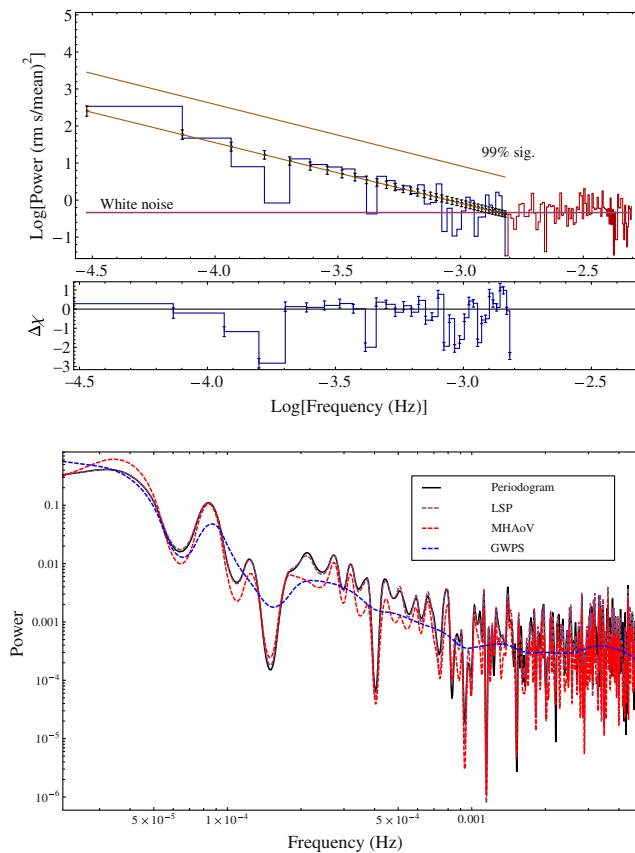 5
4
3
2
1
0
−1
Log[Power (rm s/mean)²]
99% sig.
White noise
−4.5 −4.0 −3.5 −3.0 −2.5
1
0
−1
−2
−3
Δχ
−4.5 −4.0 −3.5 −3.0 −2.5
Log[Frequency (Hz)]
0.1
0.01
0.001
10⁻⁴
10⁻⁵
10⁻⁶
Power
Periodogram
LSP
MHAoV
GWPS
5 × 10⁻⁵ 1 × 10⁻⁴ 5 × 10⁻⁴ 0.001
Frequency (Hz)